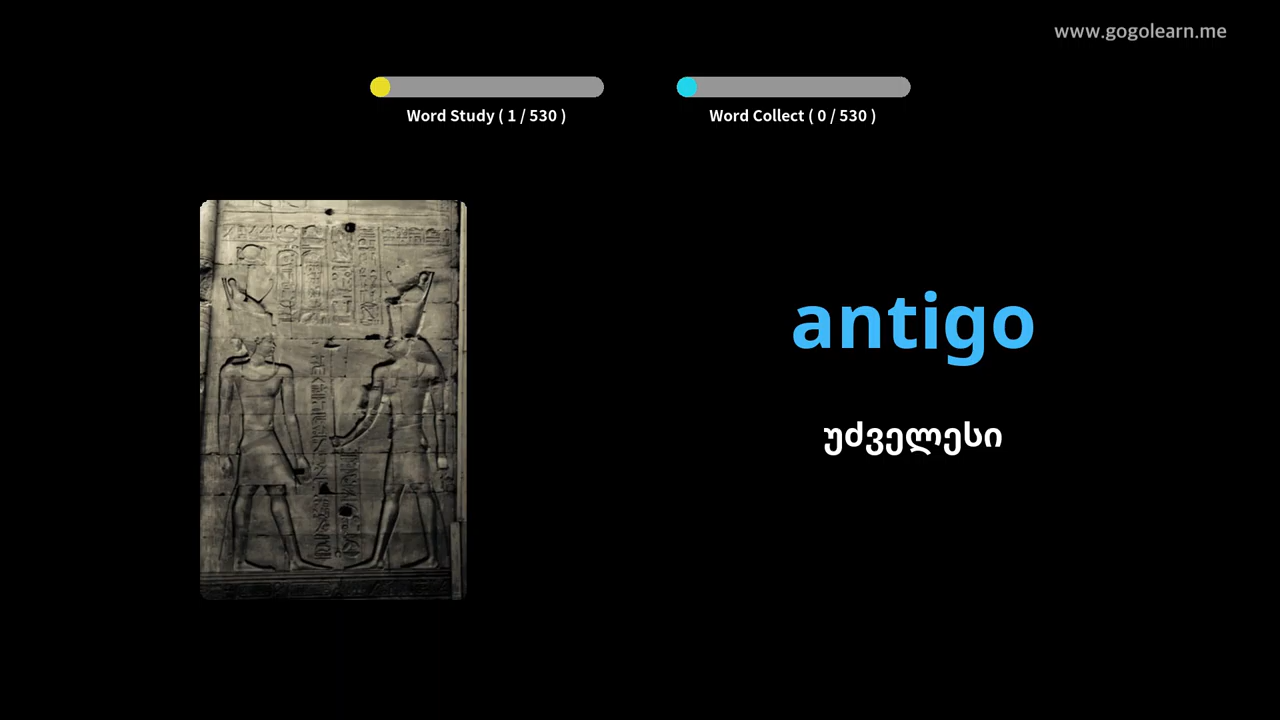 www.gogolearn.me
Word Study ( 1 / 530 )
Word Collect ( 0 / 530 )
antigo
უძველესი